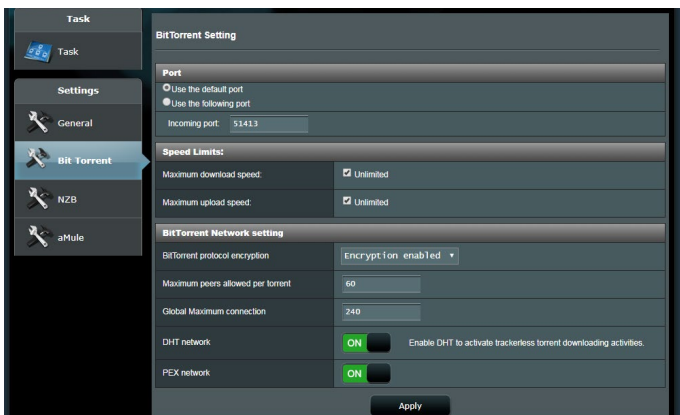 Task
Task
Settings
General
Bit Torrent
NZB
aMule
BitTorrent Setting
Port
Use the default port
Use the following port
Incoming port: 51413
Speed Limits:
Maximum download speed: Unlimited
Maximum upload speed: Unlimited
BitTorrent Network setting
BitTorrent protocol encryption Encryption enabled
Maximum peers allowed per torrent 60
Global Maximum connection 240
DHT network ON Enable DHT to activate trackerless torrent downloading activities.
PEX network ON
Apply